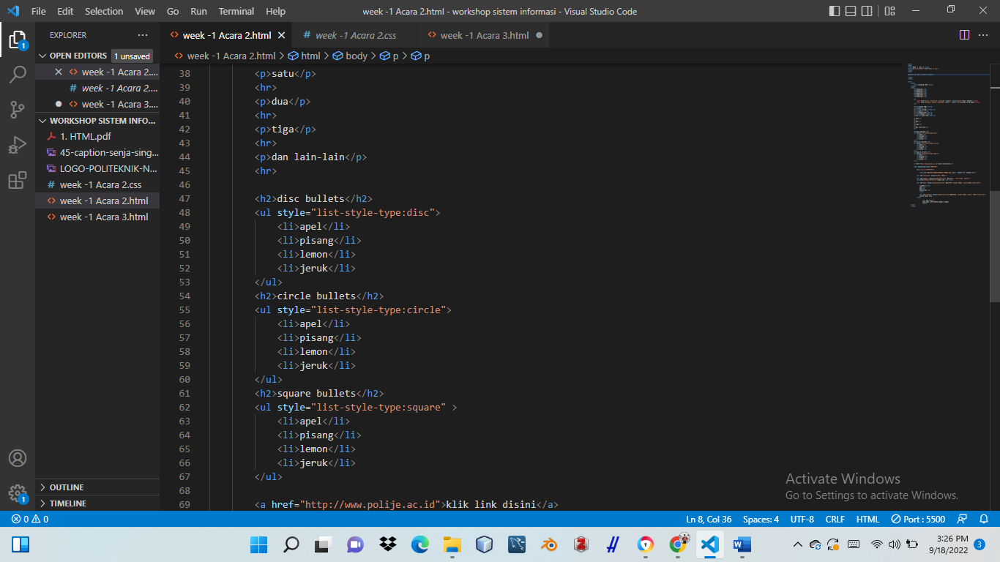 File Edit Selection View Go Run Terminal Help week -1 Acara 2.html - workshop sistem informasi - Visual Studio Code
EXPLORER ···
OPEN EDITORS 1 unsaved
week -1 Acara 2....
# week -1 Acara 2....
week -1 Acara 3....
WORKSHOP SISTEM INFO...
1. HTML.pdf
45-caption-senja-sing...
LOGO-POLITEKNIK-N...
# week -1 Acara 2.css
week -1 Acara 2.html
week -1 Acara 3.html
OUTLINE
TIMELINE
week -1 Acara 2.html # week -1 Acara 2.css week -1 Acara 3.html
week -1 Acara 2.html > html > body > p > p
38 <p>satu</p>
39 <hr>
40 <p>dua</p>
41 <hr>
42 <p>tiga</p>
43 <hr>
44 <p>dan lain-lain</p>
45 <hr>
46
47 <h2>disc bullets</h2>
48 <ul style="list-style-type:disc">
49 <li>apel</li>
50 <li>pisang</li>
51 <li>lemon</li>
52 <li>jeruk</li>
53 </ul>
54 <h2>circle bullets</h2>
55 <ul style="list-style-type:circle">
56 <li>apel</li>
57 <li>pisang</li>
58 <li>lemon</li>
59 <li>jeruk</li>
60 </ul>
61 <h2>square bullets</h2>
62 <ul style="list-style-type:square" >
63 <li>apel</li>
64 <li>pisang</li>
65 <li>lemon</li>
66 <li>jeruk</li>
67 </ul>
68
69 <a href="http://www.polije.ac.id">klik link disini</a>
Activate Windows
Go to Settings to activate Windows.
0 0 Ln 8, Col 36 Spaces: 4 UTF-8 CRLF HTML Port : 5500
3:26 PM
9/18/2022 3